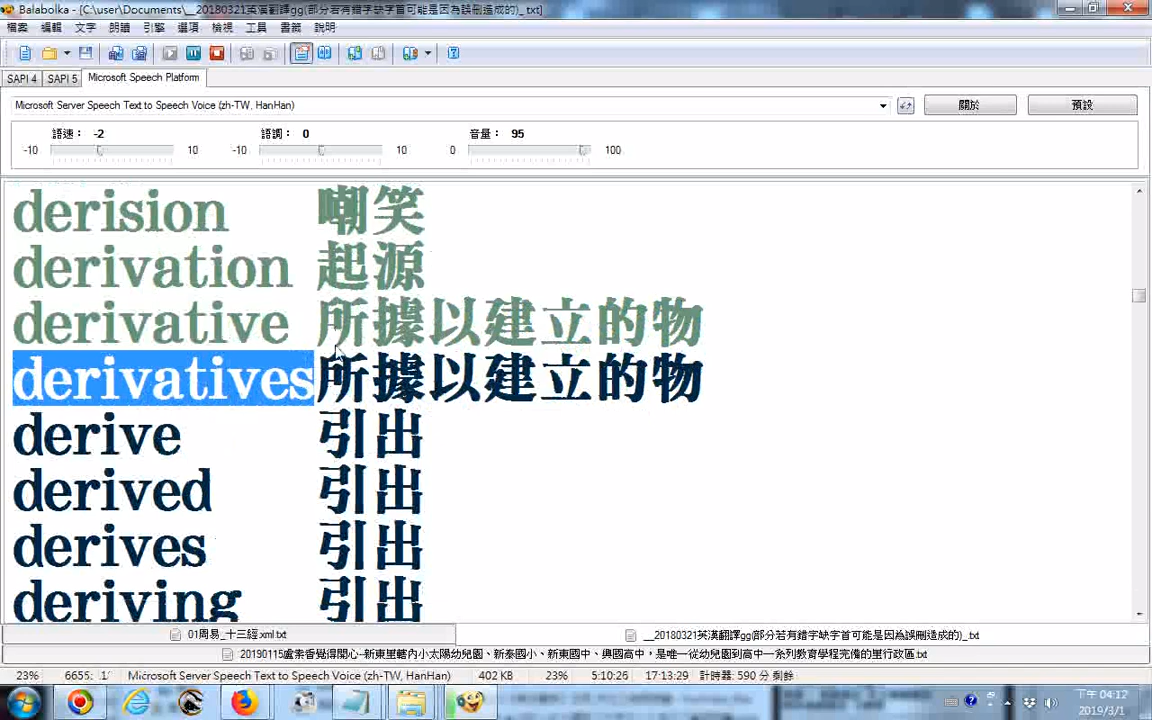 Balabolka - [C:\user\Documents\__20180321英漢翻譯gg(部分若有錯字缺字首可能是因為誤刪造成的)_.txt]
檔案 編輯 文字 朗讀 引擎 選項 檢視 工具 書籤 說明
SAPI 4 SAPI 5 Microsoft Speech Platform
Microsoft Server Speech Text to Speech Voice (zh-TW, HanHan) 關於 預設
語速： -2 語調： 0 音量： 95
-10 10 -10 10 0 100
derision 嘲笑
derivation 起源
derivative 所據以建立的物
derivatives 所據以建立的物
derive 引出
derived 引出
derives 引出
deriving 引出
01周易_十三經.xml.txt __20180321英漢翻譯gg(部分若有錯字缺字首可能是因為誤刪造成的)_.txt
20190115盧素香覺得開心--新東里轄內小太陽幼兒園、新泰國小、新東國中、興國高中，是唯一從幼兒園到高中一系列教育學程完備的里行政區.txt
23% 6655: Microsoft Server Speech Text to Speech Voice (zh-TW, HanHan) 402 KB 23% 5:10:26 17:13:29 計時器: 590 分 剩餘
下午 04:12
2019/3/1